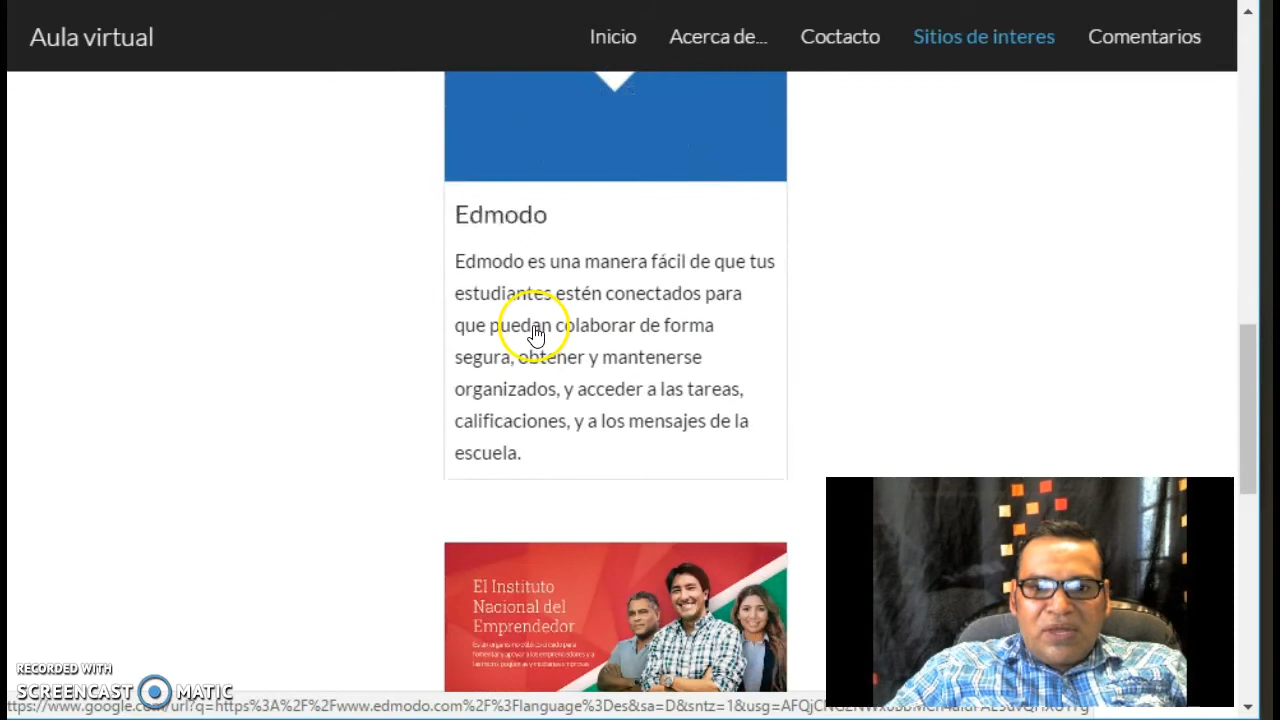 Aula virtual
Inicio
Acerca de...
Coctacto
Sitios de interes
Comentarios
Edmodo
Edmodo es una manera fácil de que tus
estudiantes estén conectados para
que puedan colaborar de forma
segura, obtener y mantenerse
organizados, y acceder a las tareas,
calificaciones, y a los mensajes de la
escuela.
El Instituto
Nacional del
Emprendedor
RECORDED WITH
SCREENCAST MATIC